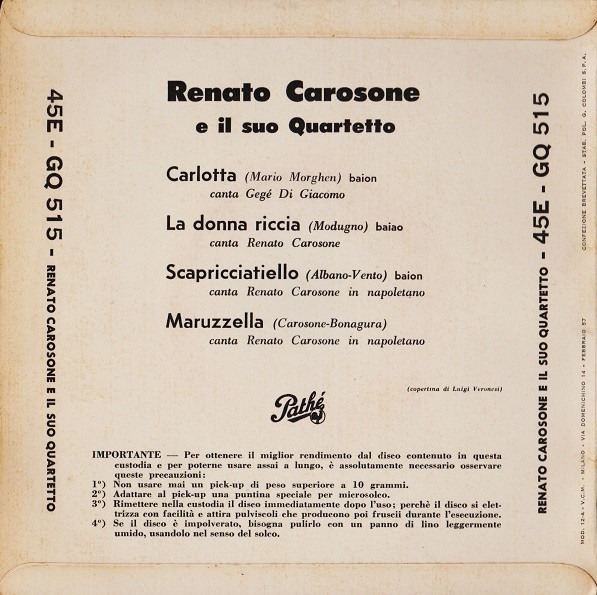 Renato Carosone
e il suo Quartetto
Carlotta (Mario Morghen) baion
canta Gegé Di Giacomo
La donna riccia (Modugno) baiao
canta Renato Carosone
Scapricciatiello (Albano-Vento) baion
canta Renato Carosone in napoletano
Maruzzella (Carosone-Bonagura)
canta Renato Carosone in napoletano
(copertina di Luigi Veronesi)
Pathé
IMPORTANTE — Per ottenere il miglior rendimento dal disco contenuto in questa
custodia e per poterne usare assai a lungo, è assolutamente necessario osservare
queste precauzioni:
1º) Non usare mai un pick-up di peso superiore a 10 grammi.
2º) Adattare al pick-up una puntina speciale per microsolco.
3º) Rimettere nella custodia il disco immediatamente dopo l'uso; perchè il disco si elet-
trizza con facilità e attira pulviscoli che producono poi fruscii durante l'esecuzione.
4º) Se il disco è impolverato, bisogna pulirlo con un panno di lino leggermente
umido, usandolo nel senso del solco.
45E - GQ 515 - RENATO CAROSONE E IL SUO QUARTETTO
RENATO CAROSONE E IL SUO QUARTETTO - 45E - GQ 515
MOD. 12-A - V.C.M. - MILANO - VIA DOMENICHINO 14 - FEBBRAIO 57
CONFEZIONE BREVETTATA - STAB. POL. G. COLOMBI S.P.A.